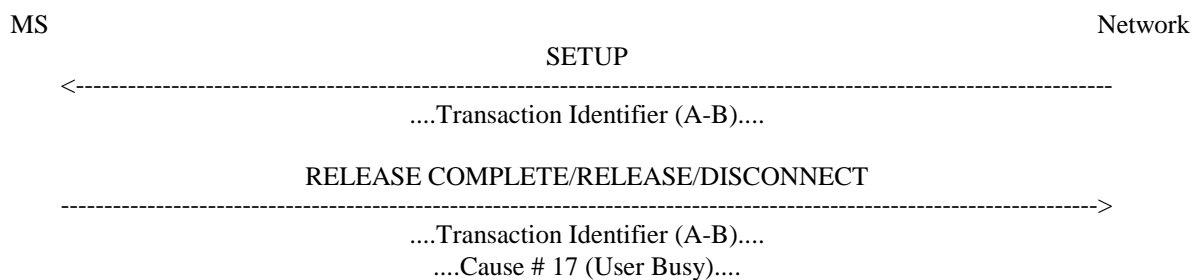 MS Network
SETUP
<------------------------------------------------------------------------------------------------------------------------
....Transaction Identifier (A-B)....
RELEASE COMPLETE/RELEASE/DISCONNECT
------------------------------------------------------------------------------------------------------------------------>
....Transaction Identifier (A-B)....
....Cause # 17 (User Busy)....